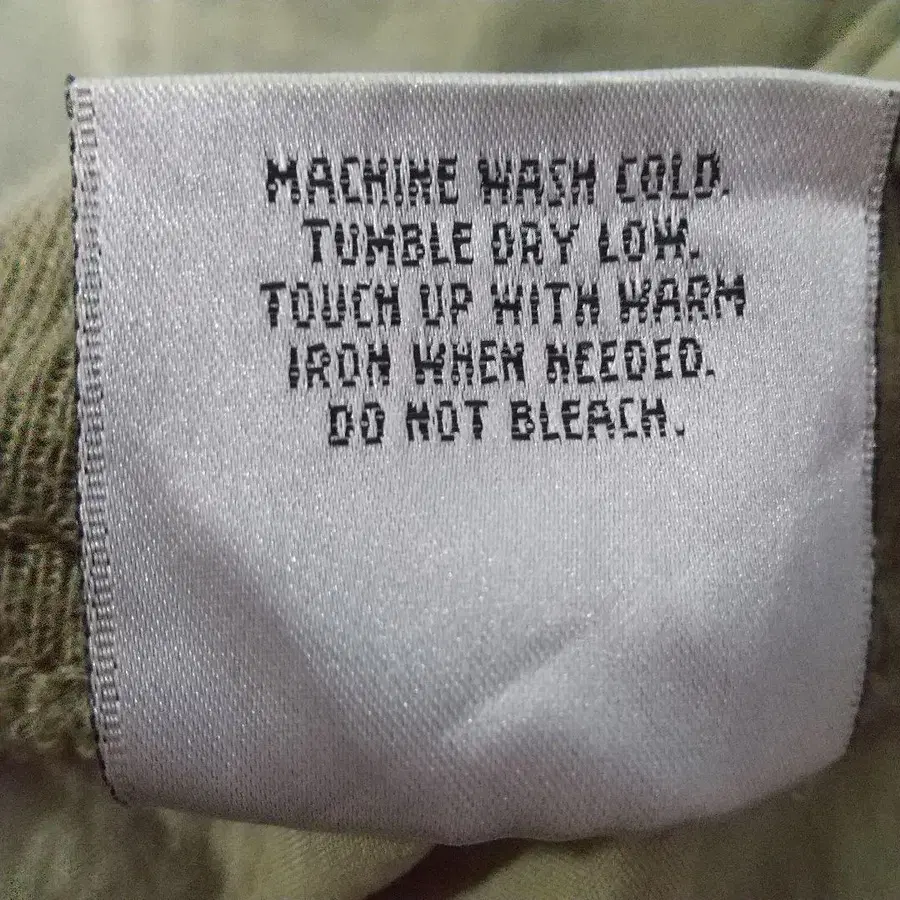 MACHINE WASH COLD.
TUMBLE DRY LOW.
TOUCH UP WITH WARM
IRON WHEN NEEDED.
DO NOT BLEACH.